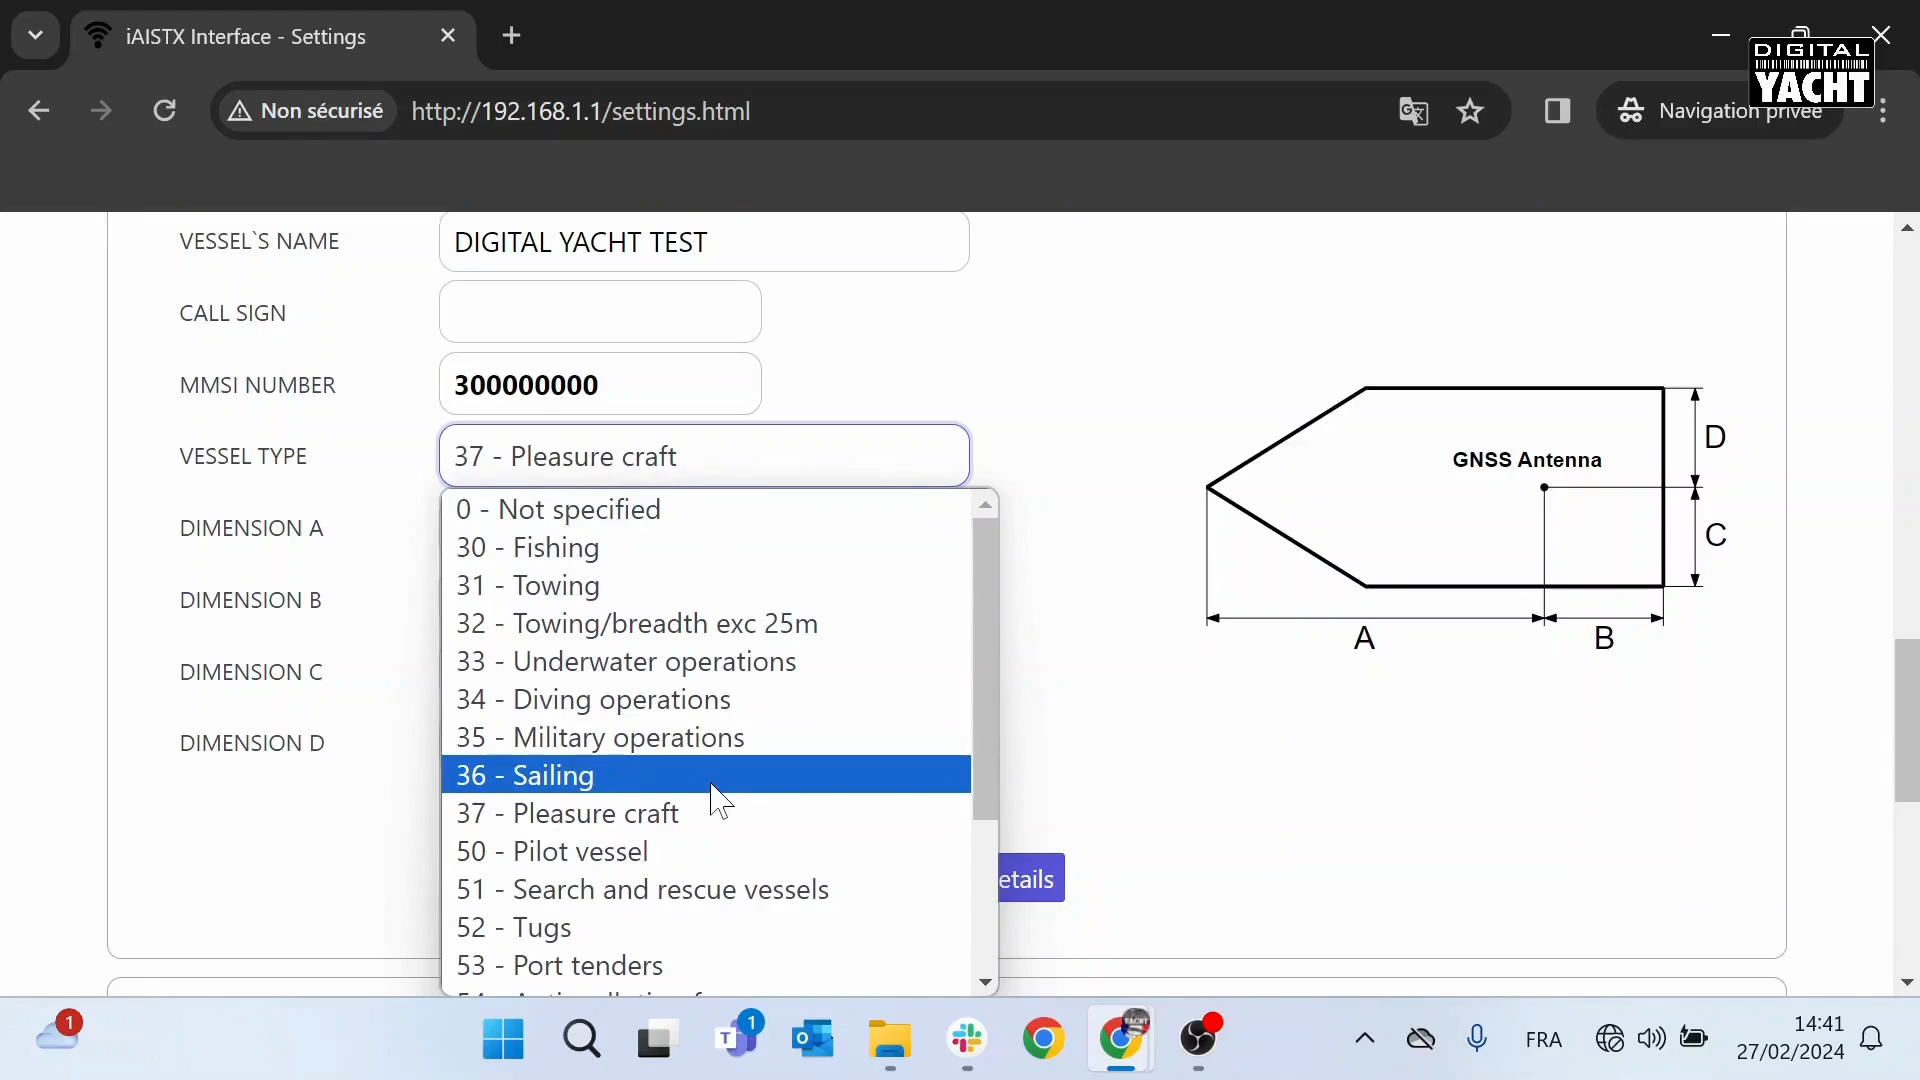 iAISTX Interface - Settings
DIGITAL
YACHT
Non sécurisé
http://192.168.1.1/settings.html
Navigation privée
VESSEL`S NAME
DIGITAL YACHT TEST
CALL SIGN
MMSI NUMBER
300000000
VESSEL TYPE
37 - Pleasure craft
DIMENSION A
DIMENSION B
DIMENSION C
DIMENSION D
0 - Not specified
30 - Fishing
31 - Towing
32 - Towing/breadth exc 25m
33 - Underwater operations
34 - Diving operations
35 - Military operations
36 - Sailing
37 - Pleasure craft
50 - Pilot vessel
51 - Search and rescue vessels
52 - Tugs
53 - Port tenders
etails
GNSS Antenna
D
C
A
B
1
1
FRA
14:41
27/02/2024